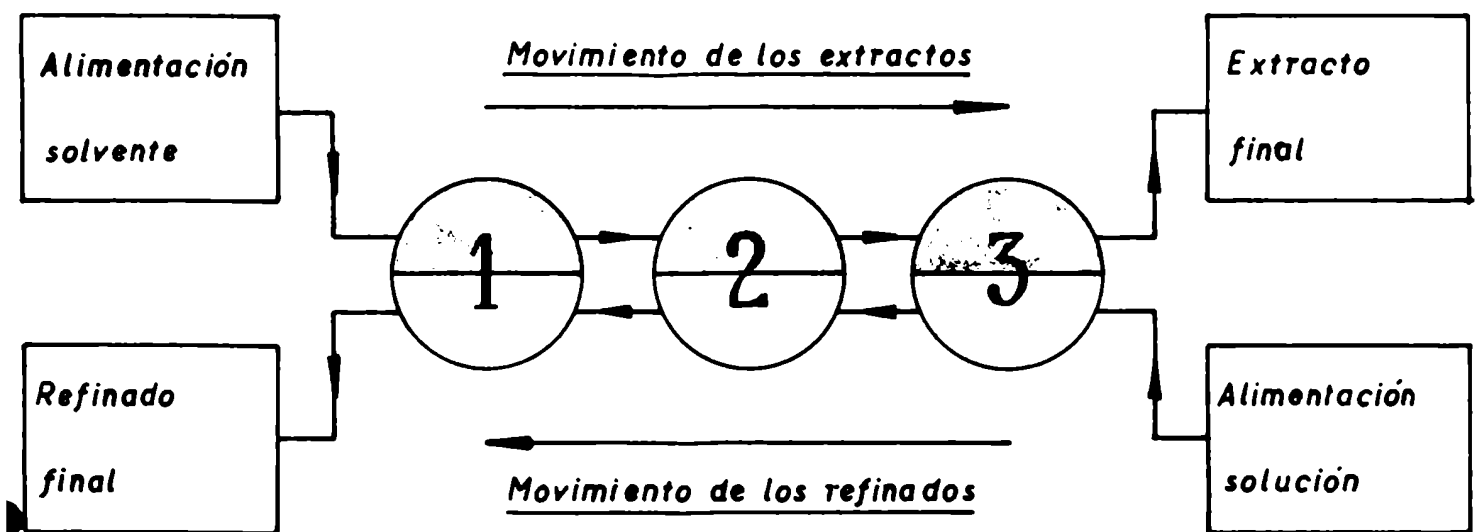 Alimentación
solvente
Movimiento de los extractos
Extracto
final
1
2
3
Refinado
final
Movimiento de los refinados
Alimentación
solución